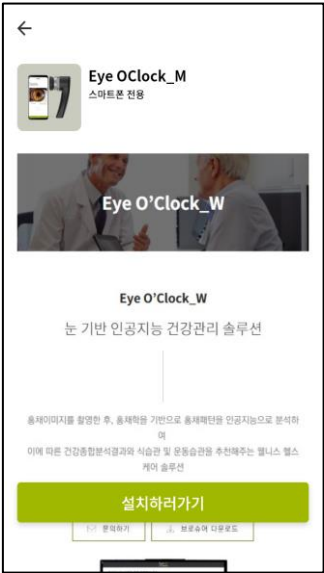 Eye OClock_M
스마트폰 전용
Eye O'Clock_W
Eye O'Clock_W
눈 기반 인공지능 건강관리 솔루션
홍채이미지를 촬영한 후, 홍채학을 기반으로 홍채패턴을 인공지능으로 분석하
여
이에 따른 건강종합분석결과와 식습관 및 운동습관을 추천해주는 웰니스 헬스
케어 솔루션
설치하러가기
문의하기
브로슈어 다운로드